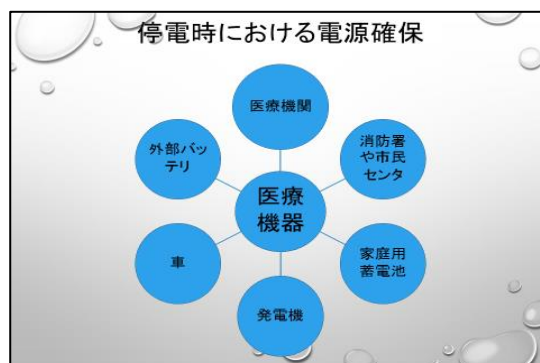 停電時における電源確保
医療機関
消防署
や市民
センタ
家庭用
蓄電池
発電機
車
外部バッ
テリ
医療
機器